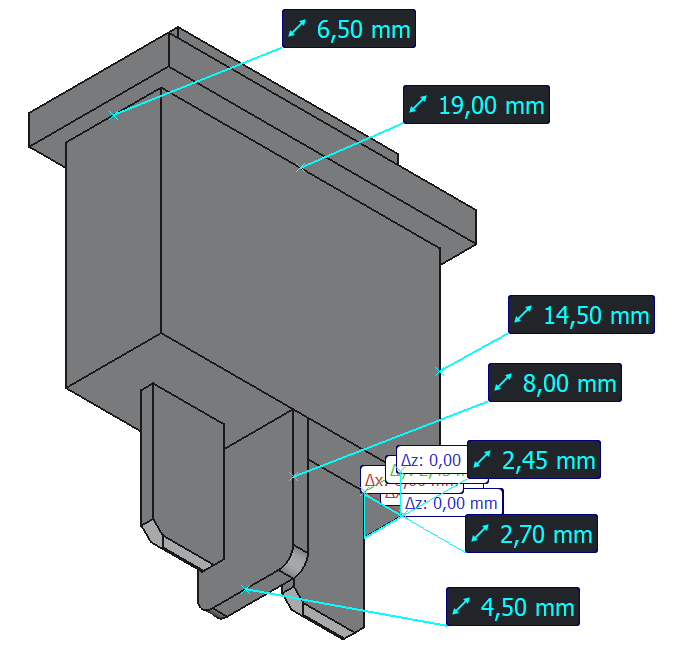 6,50 mm
19,00 mm
14,50 mm
8,00 mm
Δz: 0,00
2,45 mm
Δx:
Δz: 0,00 mm
2,70 mm
4,50 mm